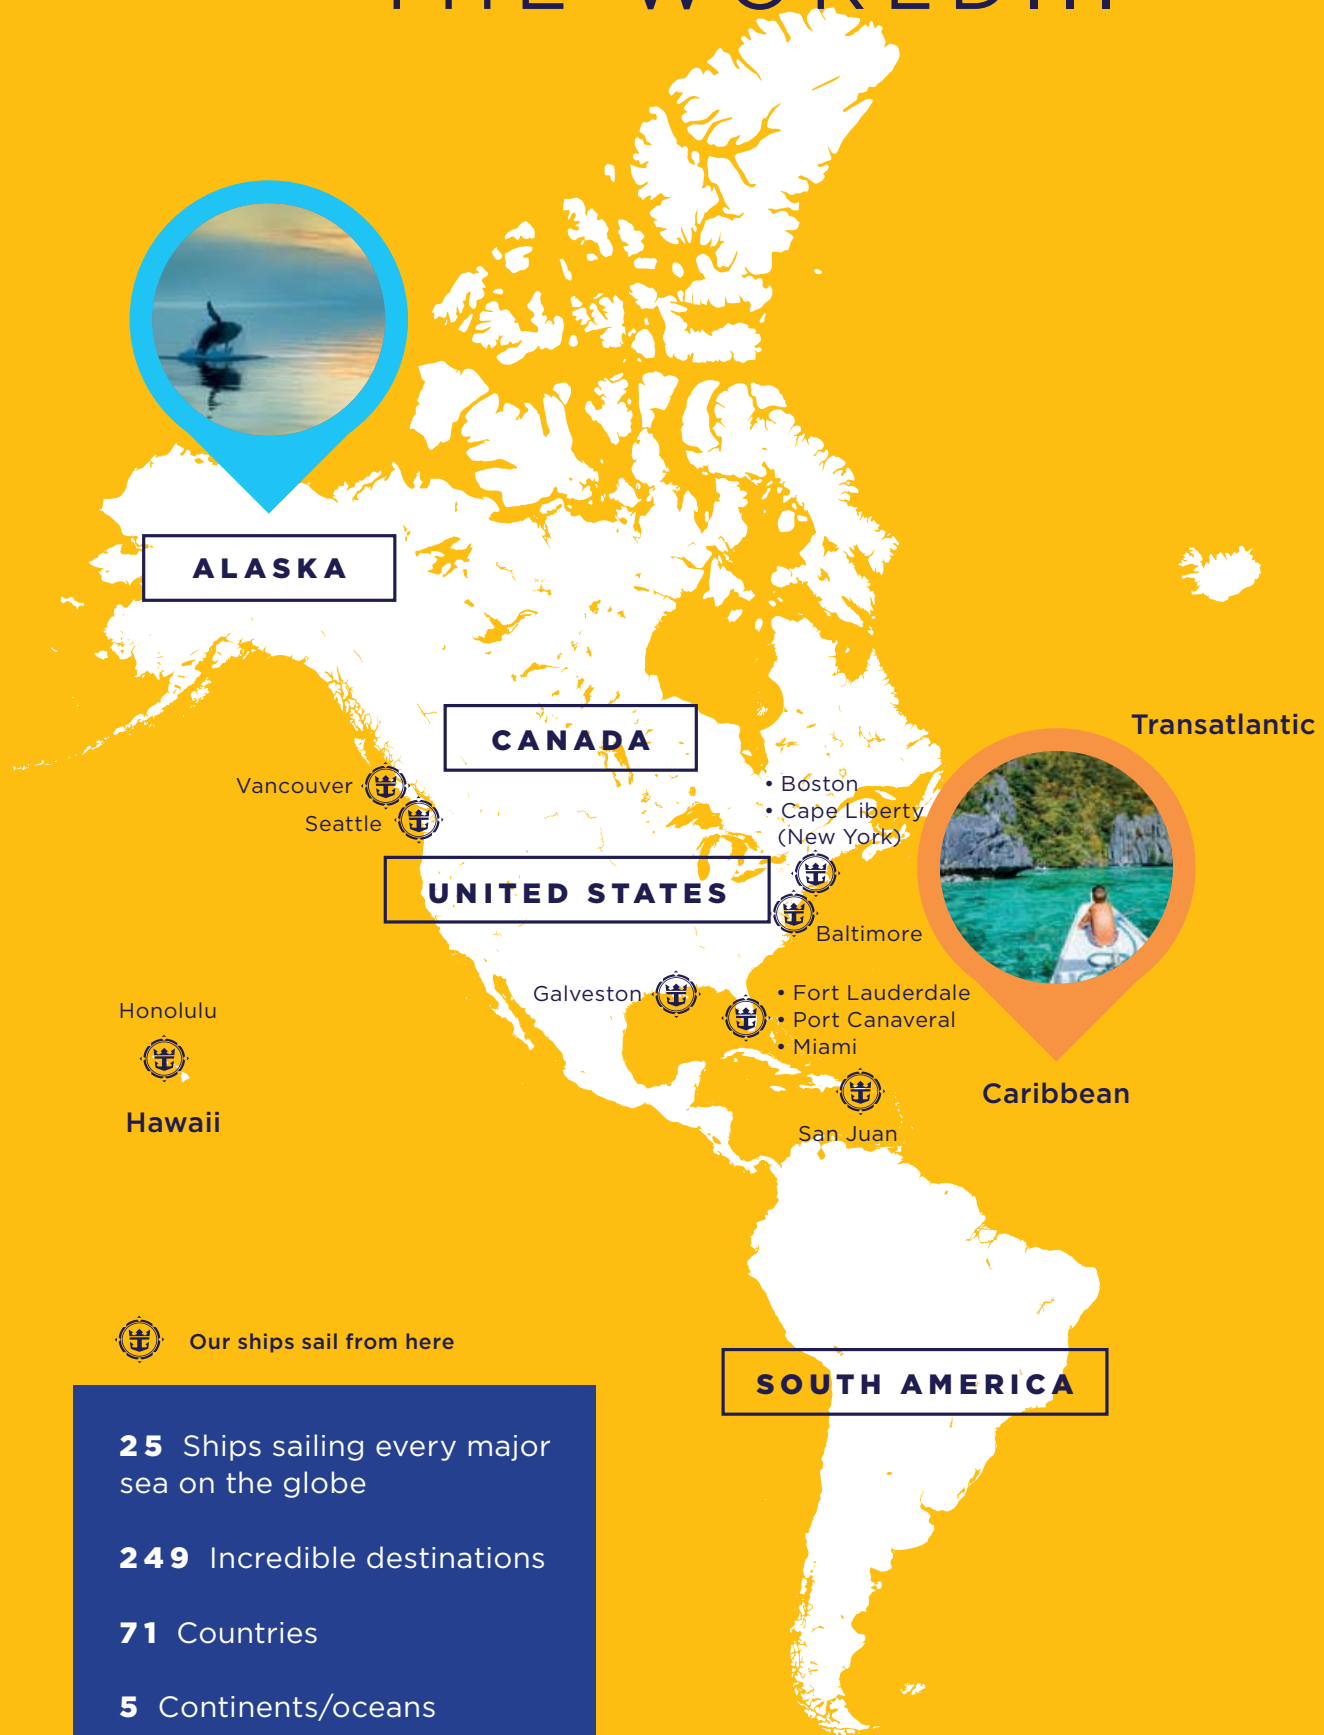 THE WORLD...
ALASKA
CANADA
Transatlantic
Vancouver
Seattle
• Boston
• Cape Liberty
(New York)
UNITED STATES
Baltimore
Galveston
• Fort Lauderdale
• Port Canaveral
• Miami
Honolulu
Hawaii
Caribbean
San Juan
Our ships sail from here
SOUTH AMERICA
25 Ships sailing every major
sea on the globe
249 Incredible destinations
71 Countries
5 Continents/oceans